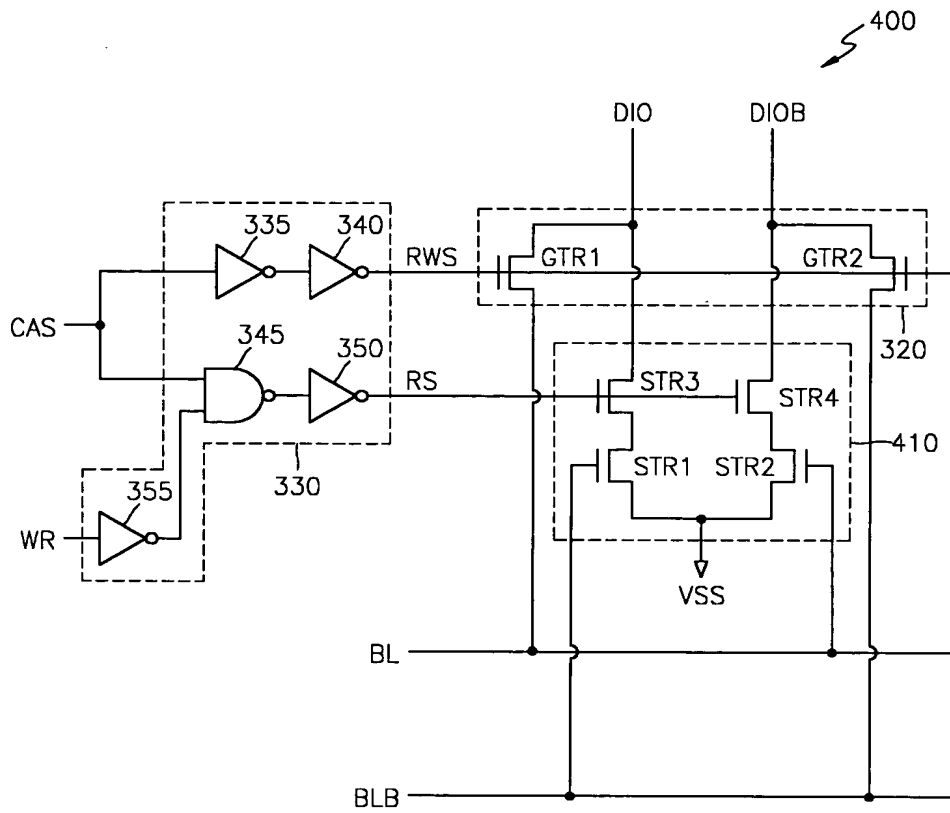 400
DIO DIOB
335 340
RWS GTR1 GTR2
CAS
345 350
320
RS STR3 STR4
410
STR1 STR2
355 330
WR
VSS
BL
BLB